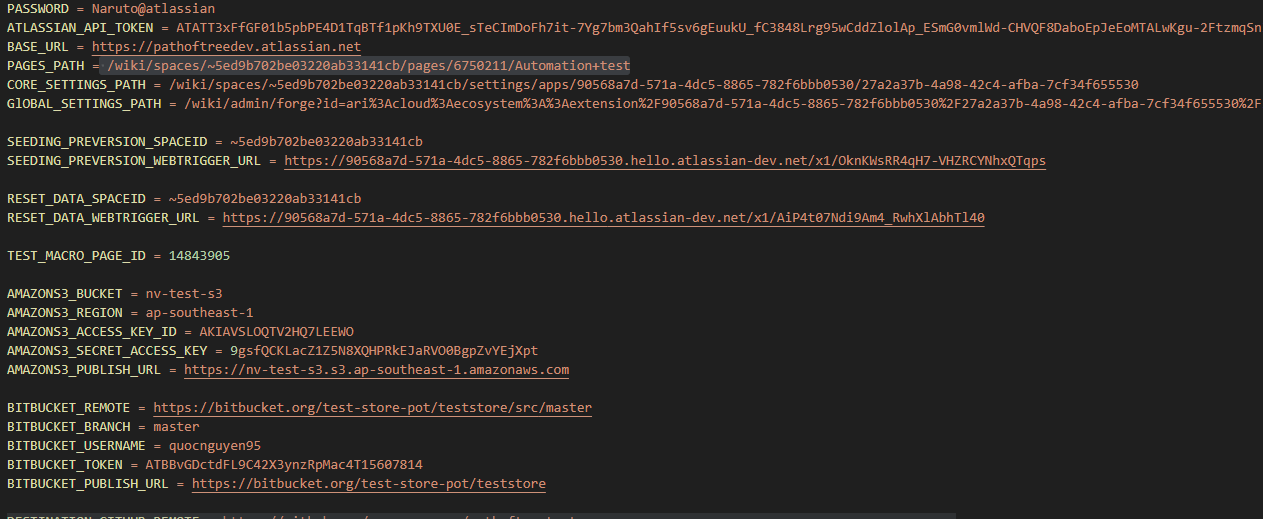 PASSWORD = Naruto@atlassian
ATLASSIAN_API_TOKEN = ATATT3xFfGF01b5pbPE4D1TqBTf1pKh9TXU0E_sTeCImDoFh7it-7Yg7bm3QahIf5sv6gEuukU_fC3848Lrg95wCddZlolAp_ESmG0vmlWd-CHVQF8DaboEpJeEoMTALwKgu-2FtzmqSn
BASE_URL = https://pathoftreedev.atlassian.net
PAGES_PATH = /wiki/spaces/~5ed9b702be03220ab33141cb/pages/6750211/Automation+test
CORE_SETTINGS_PATH = /wiki/spaces/~5ed9b702be03220ab33141cb/settings/apps/90568a7d-571a-4dc5-8865-782f6bbb0530/27a2a37b-4a98-42c4-afba-7cf34f655530
GlOBAL_SETTINGS_PATH = /wiki/admin/forge?id=ari%3Acloud%3Aecosystem%3A%3Aextension%2F90568a7d-571a-4dc5-8865-782f6bbb0530%2F27a2a37b-4a98-42c4-afba-7cf34f655530%2F
SEEDING_PREVERSION_SPACEID = ~5ed9b702be03220ab33141cb
SEEDING_PREVERSION_WEBTRIGGER_URL = https://90568a7d-571a-4dc5-8865-782f6bbb0530.hello.atlassian-dev.net/x1/OknKWsRR4qH7-VHZRCYNhxQTqps
RESET_DATA_SPACEID = ~5ed9b702be03220ab33141cb
RESET_DATA_WEBTRIGGER_URL = https://90568a7d-571a-4dc5-8865-782f6bbb0530.hello.atlassian-dev.net/x1/AiP4t07Ndi9Am4_RwhXlAbhTl40
TEST_MACRO_PAGE_ID = 14843905
AMAZONS3_BUCKET = nv-test-s3
AMAZONS3_REGION = ap-southeast-1
AMAZONS3_ACCESS_KEY_ID = AKIAVSLOQTV2HQ7LEEWO
AMAZONS3_SECRET_ACCESS_KEY = 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
AMAZONS3_PUBLISH_URL = https://nv-test-s3.s3.ap-southeast-1.amazonaws.com
BITBUCKET_REMOTE = https://bitbucket.org/test-store-pot/teststore/src/master
BITBUCKET_BRANCH = master
BITBUCKET_USERNAME = quocnguyen95
BITBUCKET_TOKEN = ATBBvGDctdFL9C42X3ynzRpMac4T15607814
BITBUCKET_PUBLISH_URL = https://bitbucket.org/test-store-pot/teststore